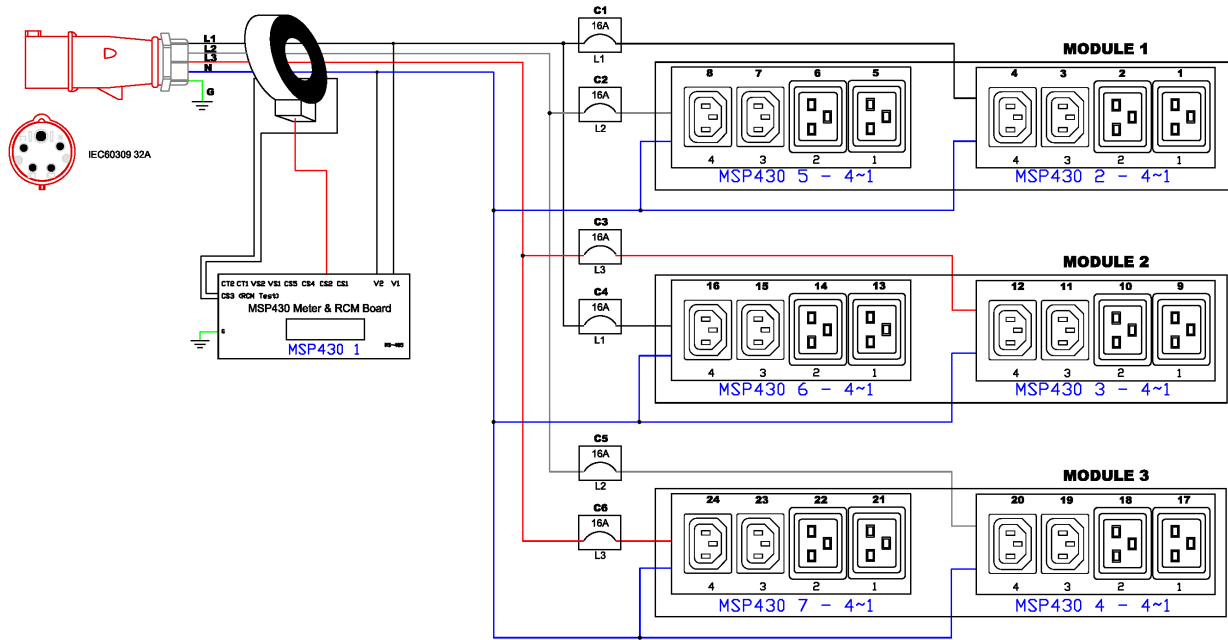 L1
L2
L3
N
G
IEC60309 32A
CT2 CT1 VS2 VS1 CS5 CS4 CS2 CS1 V2 V1
CS3 (RCM Test)
MSP430 Meter & RCM Board
G
MSP430 1
RS-485
C1
16A
L1
C2
16A
L2
MODULE 1
8 7 6 5 4 3 2 1
4 3 2 1 4 3 2 1
MSP430 5 - 4~1 MSP430 2 - 4~1
C3
16A
L3
C4
16A
L1
MODULE 2
16 15 14 13 12 11 10 9
4 3 2 1 4 3 2 1
MSP430 6 - 4~1 MSP430 3 - 4~1
C5
16A
L2
C6
16A
L3
MODULE 3
24 23 22 21 20 19 18 17
4 3 2 1 4 3 2 1
MSP430 7 - 4~1 MSP430 4 - 4~1